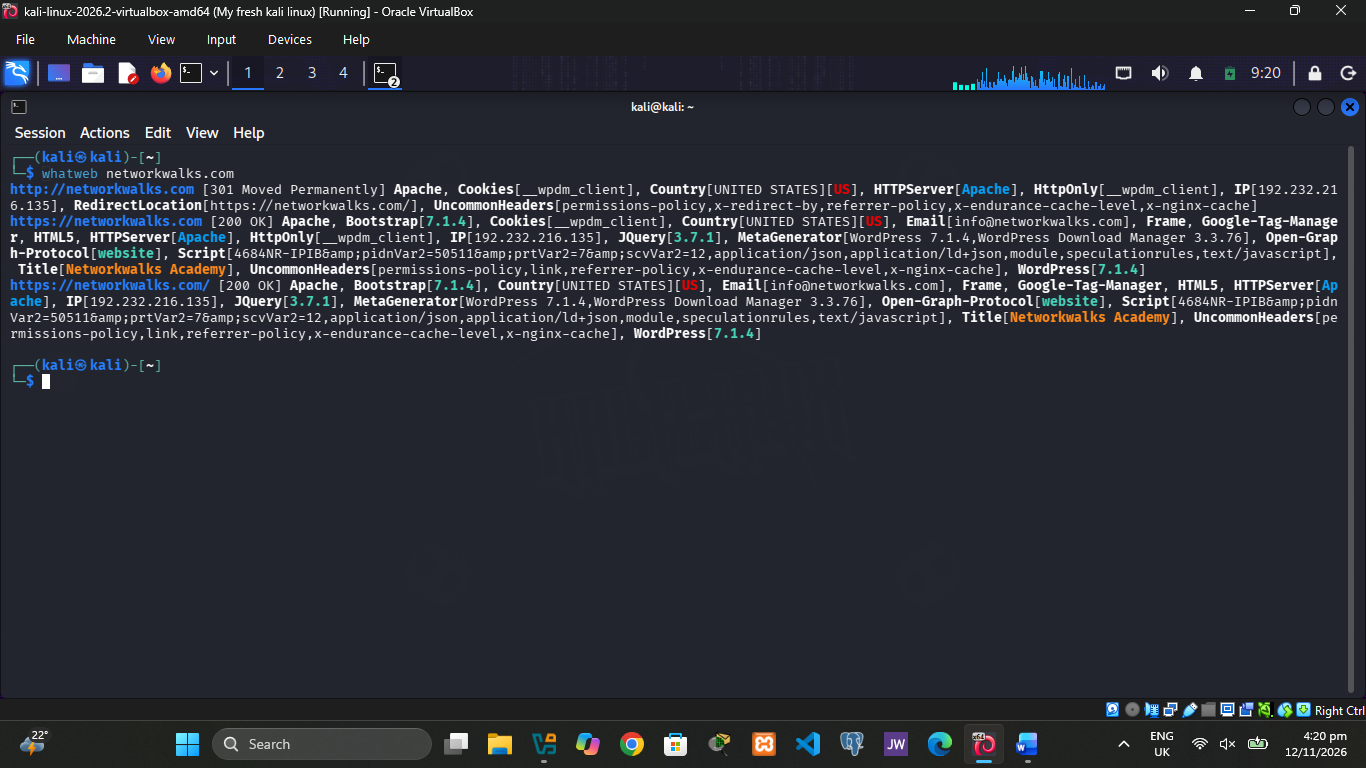 kali-linux-2026.2-virtualbox-amd64 (My fresh kali linux) [Running] - Oracle VirtualBox
File Machine View Input Devices Help
1 2 3 4 2 9:20
kali@kali: ~
Session Actions Edit View Help
┌──(kali㉿kali)-[~]
└─$ whatweb networkwalks.com
http://networkwalks.com [301 Moved Permanently] Apache, Cookies[__wpdm_client], Country[UNITED STATES][US], HTTPServer[Apache], HttpOnly[__wpdm_client], IP[192.232.21
6.135], RedirectLocation[https://networkwalks.com/], UncommonHeaders[permissions-policy,x-redirect-by,referrer-policy,x-endurance-cache-level,x-nginx-cache]
https://networkwalks.com [200 OK] Apache, Bootstrap[7.1.4], Cookies[__wpdm_client], Country[UNITED STATES][US], Email[info@networkwalks.com], Frame, Google-Tag-Manage
r, HTML5, HTTPServer[Apache], HttpOnly[__wpdm_client], IP[192.232.216.135], JQuery[3.7.1], MetaGenerator[WordPress 7.1.4,WordPress Download Manager 3.3.76], Open-Grap
h-Protocol[website], Script[4684NR-IPIB&amp;pidnVar2=50511&amp;prtVar2=7&amp;scvVar2=12,application/json,application/ld+json,module,speculationrules,text/javascript],
Title[Networkwalks Academy], UncommonHeaders[permissions-policy,link,referrer-policy,x-endurance-cache-level,x-nginx-cache], WordPress[7.1.4]
https://networkwalks.com/ [200 OK] Apache, Bootstrap[7.1.4], Country[UNITED STATES][US], Email[info@networkwalks.com], Frame, Google-Tag-Manager, HTML5, HTTPServer[Ap
ache], IP[192.232.216.135], JQuery[3.7.1], MetaGenerator[WordPress 7.1.4,WordPress Download Manager 3.3.76], Open-Graph-Protocol[website], Script[4684NR-IPIB&amp;pidn
Var2=50511&amp;prtVar2=7&amp;scvVar2=12,application/json,application/ld+json,module,speculationrules,text/javascript], Title[Networkwalks Academy], UncommonHeaders[pe
rmissions-policy,link,referrer-policy,x-endurance-cache-level,x-nginx-cache], WordPress[7.1.4]
┌──(kali㉿kali)-[~]
└─$
Right Ctrl
22°
Search
JW
ENG
UK
4:20 pm
12/11/2026